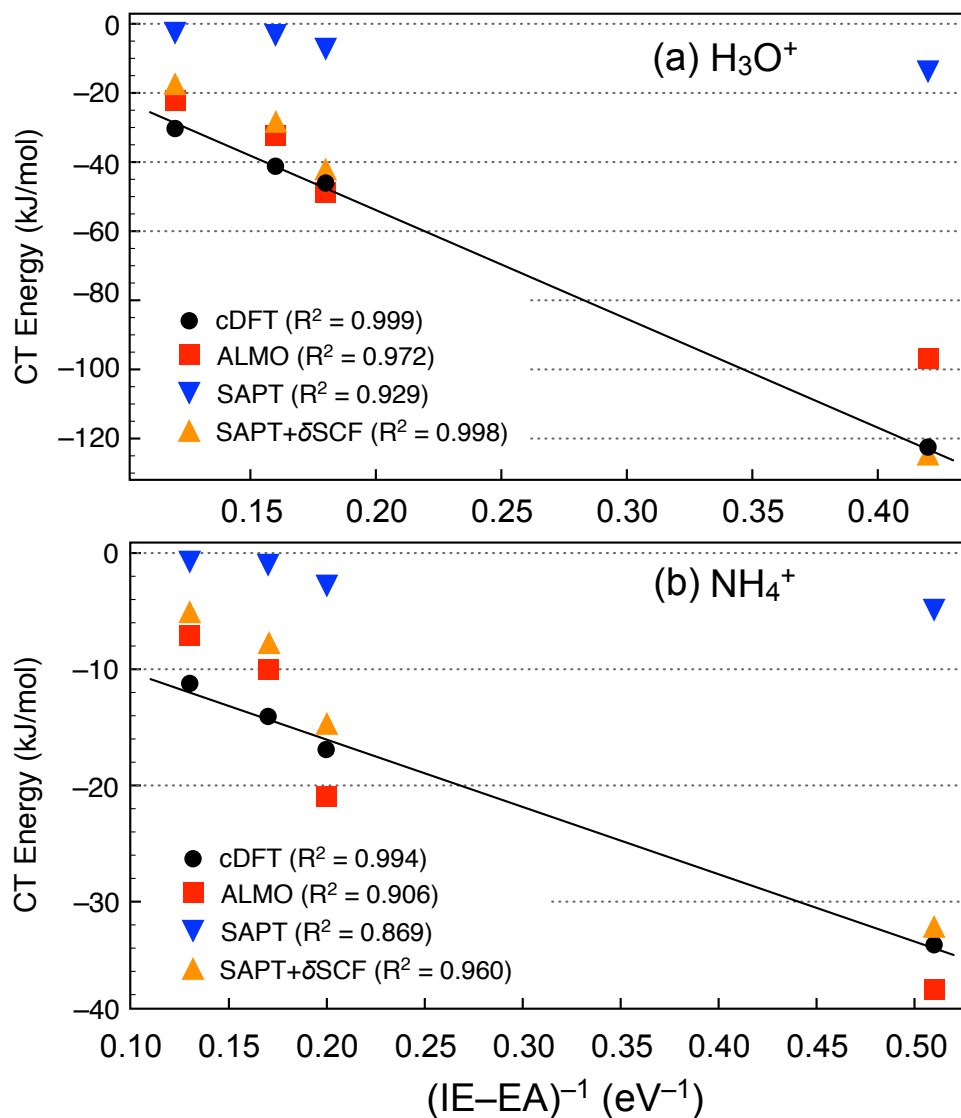 (a) H₃O⁺
CT Energy (kJ/mol)
0
−20
−40
−60
−80
−100
−120
cDFT (R² = 0.999)
ALMO (R² = 0.972)
SAPT (R² = 0.929)
SAPT+δSCF (R² = 0.998)
0.15 0.20 0.25 0.30 0.35 0.40
(b) NH₄⁺
CT Energy (kJ/mol)
0
−10
−20
−30
−40
cDFT (R² = 0.994)
ALMO (R² = 0.906)
SAPT (R² = 0.869)
SAPT+δSCF (R² = 0.960)
0.10 0.15 0.20 0.25 0.30 0.35 0.40 0.45 0.50
(IE–EA)⁻¹ (eV⁻¹)